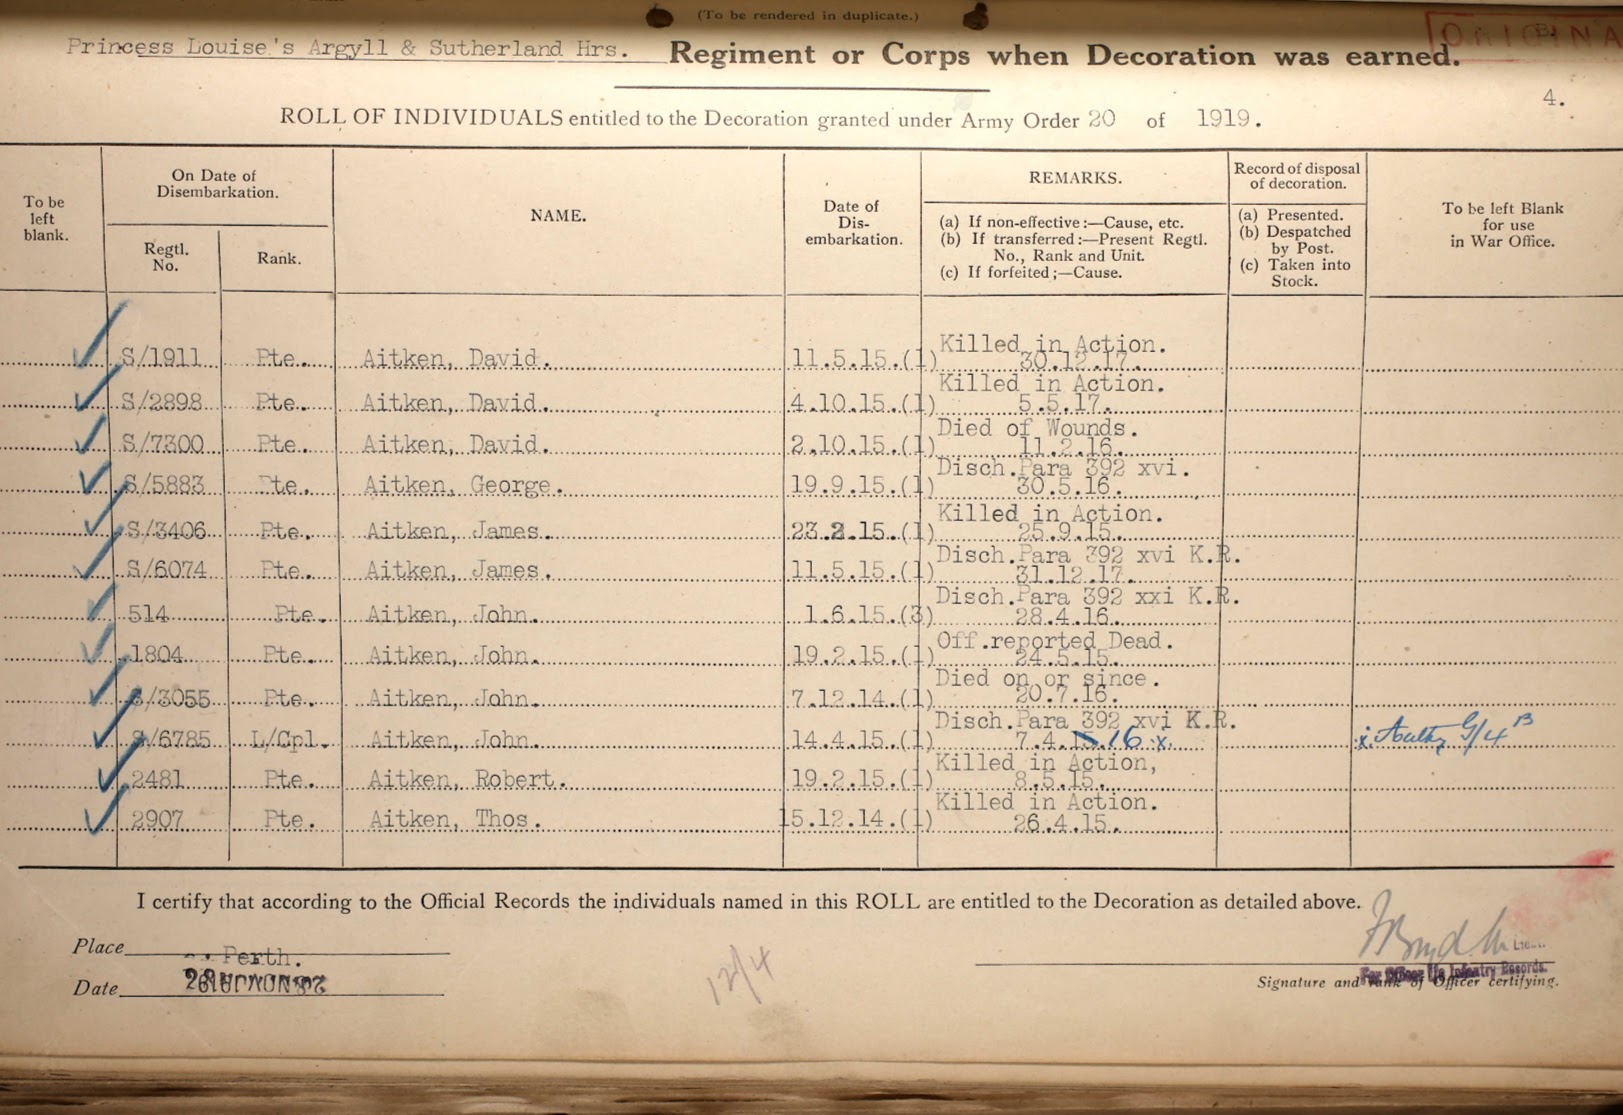 (To be rendered in duplicate.)
Princess Louise's Argyll & Sutherland Hrs. Regiment or Corps when Decoration was earned.
4.
ROLL OF INDIVIDUALS entitled to the Decoration granted under Army Order 20 of 1919.
To be left blank.
On Date of Disembarkation.
Regtl. No.
Rank.
NAME.
Date of Dis-embarkation.
REMARKS.
(a) If non-effective:—Cause, etc.
(b) If transferred:—Present Regtl. No., Rank and Unit.
(c) If forfeited;—Cause.
Record of disposal of decoration.
(a) Presented.
(b) Despatched by Post.
(c) Taken into Stock.
To be left Blank for use in War Office.
S/1911 Pte. Aitken, David. 11.5.15.(1) Killed in Action. 30.12.17.
S/2898 Pte. Aitken, David. 4.10.15.(1) Killed in Action. 5.5.17.
S/7300 Pte. Aitken, David. 2.10.15.(1) Died of Wounds. 11.2.16.
S/5883 Pte. Aitken, George. 19.9.15.(1) Disch.Para 392 xvi. 30.5.16.
S/3406 Pte. Aitken, James. 23.2.15.(1) Killed in Action. 25.9.15.
S/6074 Pte. Aitken, James. 11.5.15.(1) Disch.Para 392 xvi K.R. 31.12.17.
514 Pte. Aitken, John. 1.6.15.(3) Disch.Para 392 xxi K.R. 28.4.16.
1804 Pte. Aitken, John. 19.2.15.(1) Off.reported Dead. 24.5.15.
S/3055 Pte. Aitken, John. 7.12.14.(1) Died on or since. 20.7.16.
S/6785 L/Cpl. Aitken, John. 14.4.15.(1) Disch.Para 392 xvi K.R. 7.4.15. 16 x. x Authy G/4 B
2481 Pte. Aitken, Robert. 19.2.15.(1) Killed in Action, 8.5.15.
2907 Pte. Aitken, Thos. 15.12.14.(1) Killed in Action. 26.4.15.
I certify that according to the Official Records the individuals named in this ROLL are entitled to the Decoration as detailed above.
Place Perth.
Date
12/4
Lieut.
For Officer i/c Infantry Records.
Signature and Rank of Officer certifying.